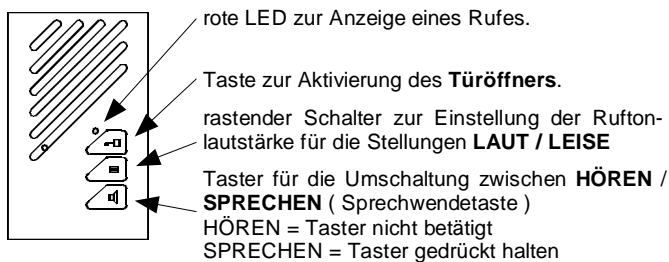 rote LED zur Anzeige eines Rufes.
Taste zur Aktivierung des Türöffners.
rastender Schalter zur Einstellung der Rufton-
lautstärke für die Stellungen LAUT / LEISE
Taster für die Umschaltung zwischen HÖREN /
SPRECHEN ( Sprechwendetaste )
HÖREN = Taster nicht betätigt
SPRECHEN = Taster gedrückt halten